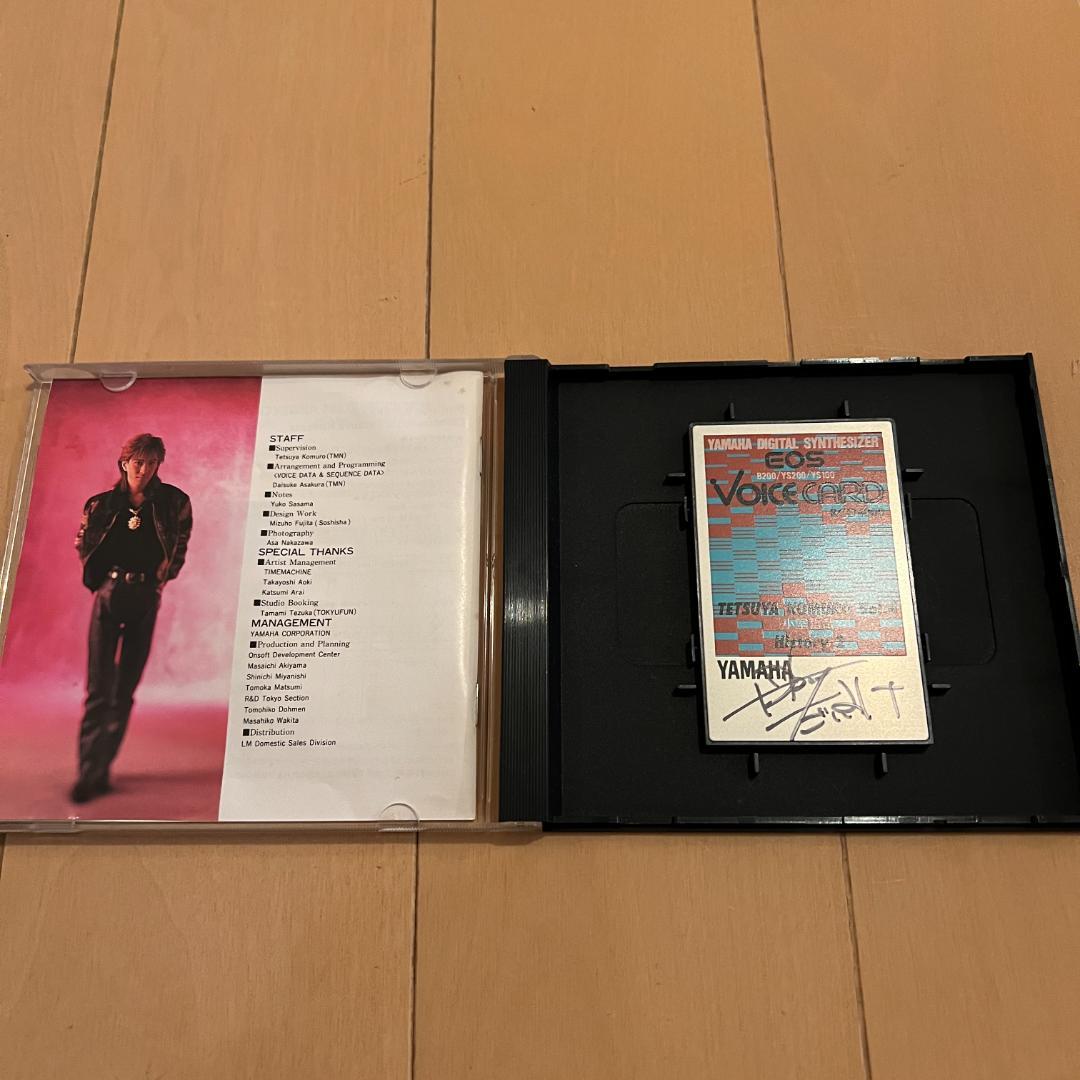 STAFF
■Supervision
Tetsuya Komuro(TMN)
■Arrangement and Programming
<VOICE DATA & SEQUENCE DATA>
Daisuke Asakura(TMN)
■Notes
Yuko Sasama
■Design Work
Mizuho Fujita (Soshisha)
■Photography
Asa Nakazawa
SPECIAL THANKS
■Artist Management
TIMEMACHINE
Takayoshi Aoki
Katsumi Arai
■Studio Booking
Tamami Tezuka (TOKYUFUN)
MANAGEMENT
YAMAHA CORPORATION
■Production and Planning
Onsoft Development Center
Masaichi Akiyama
Shinichi Miyanishi
Tomoka Matsumi
R&D Tokyo Section
Tomohiko Dohmen
Masahiko Wakita
■Distribution
LM Domestic Sales Division
YAMAHA DIGITAL SYNTHESIZER
EOS
B200/YS200/YS100
VOICE CARD
TETSUYA KOMURO
History 2
YAMAHA